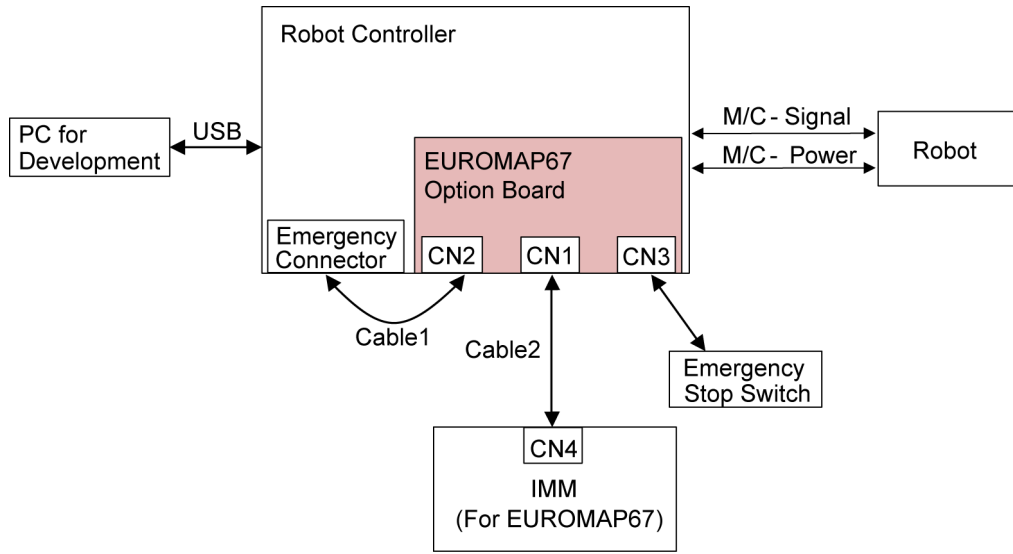 Robot Controller
PC for
Development
USB
EUROMAP67
Option Board
M/C - Signal
M/C - Power
Robot
Emergency
Connector
CN2
CN1
CN3
Cable1
Cable2
Emergency
Stop Switch
CN4
IMM
(For EUROMAP67)